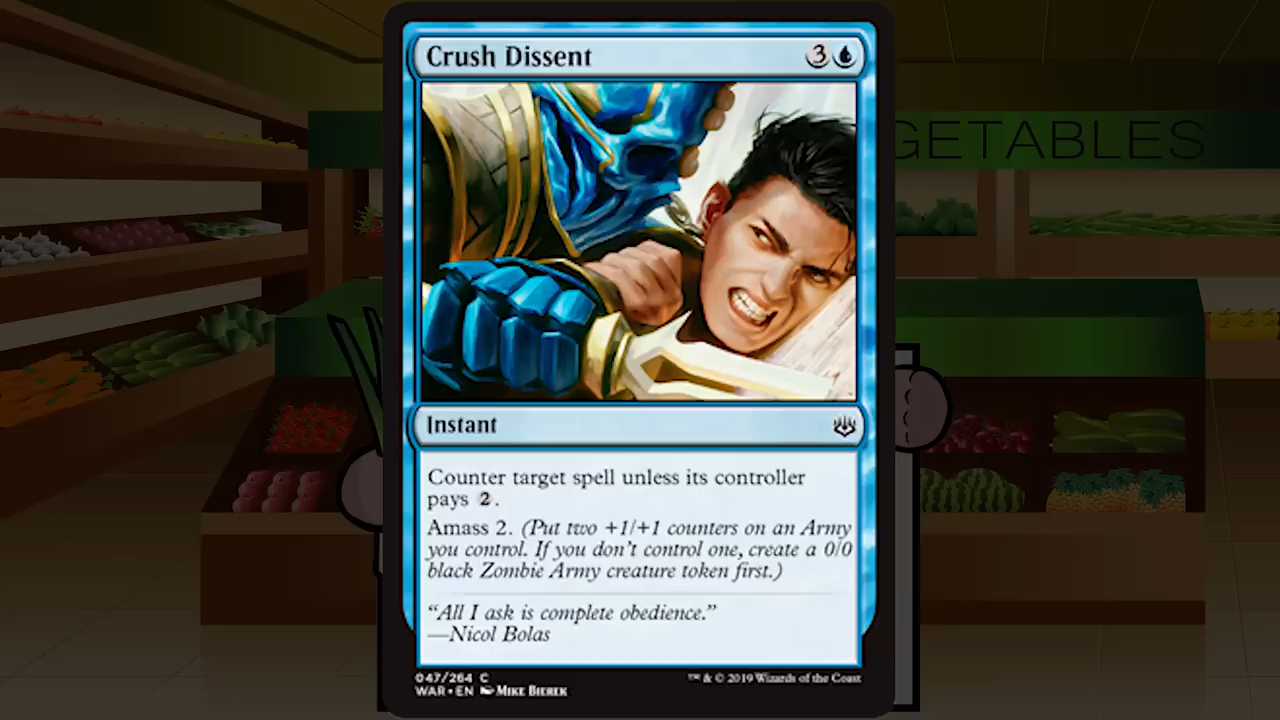 Crush Dissent 3
GETABLES
Instant
Counter target spell unless its controller
pays 2.
Amass 2. (Put two +1/+1 counters on an Army
you control. If you don't control one, create a 0/0
black Zombie Army creature token first.)
"All I ask is complete obedience."
—Nicol Bolas
047/264 C
WAR • EN Mike Bierek
™ & © 2019 Wizards of the Coast